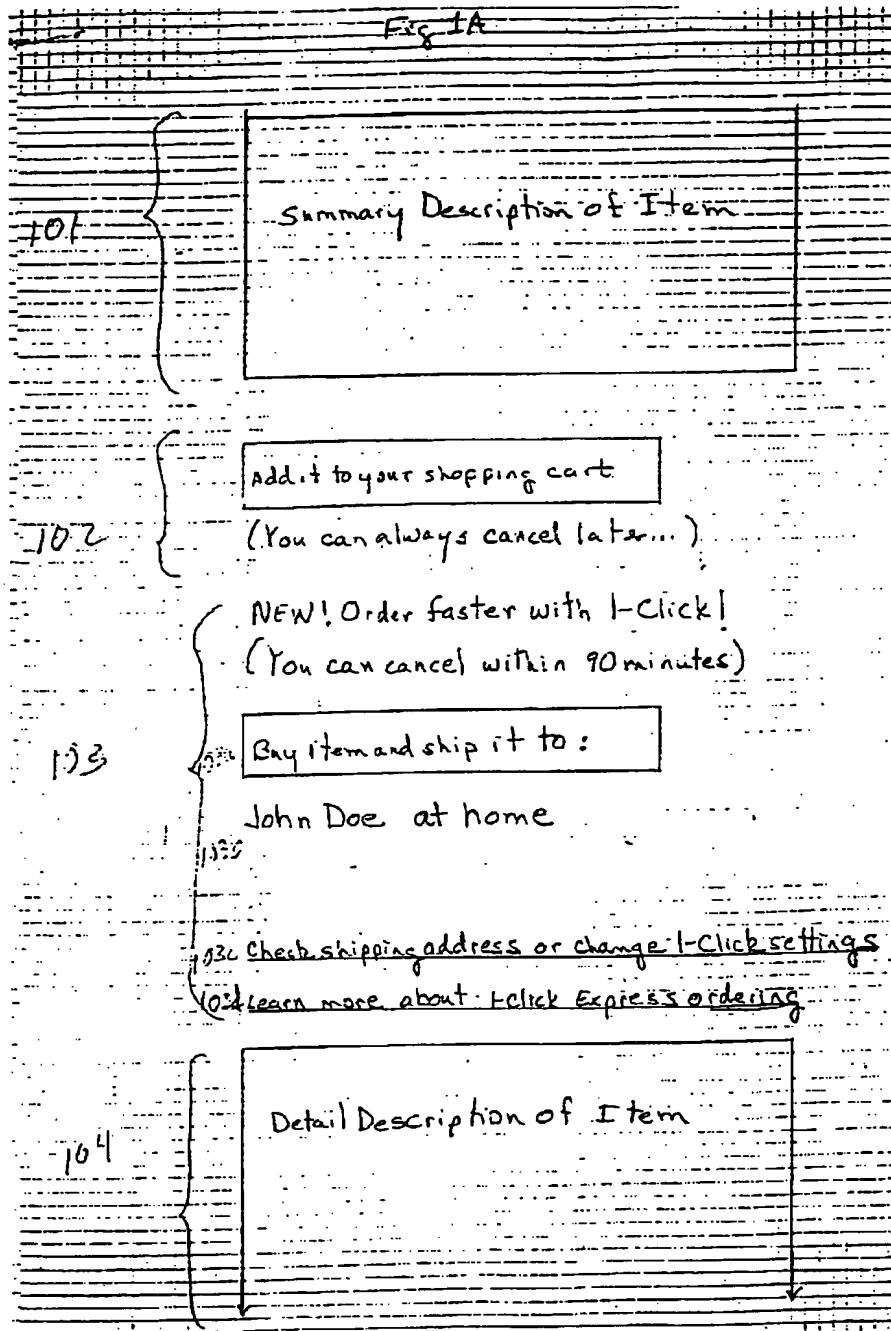 Fig 1A
101
Summary Description of Item
Add it to your shopping cart
102
(You can always cancel later...)
NEW! Order faster with 1-Click!
(You can cancel within 90 minutes)
103
Buy item and ship it to:
John Doe at home
103c Check shipping address or change 1-Click settings
103d Learn more about 1-Click Express ordering
104
Detail Description of Item